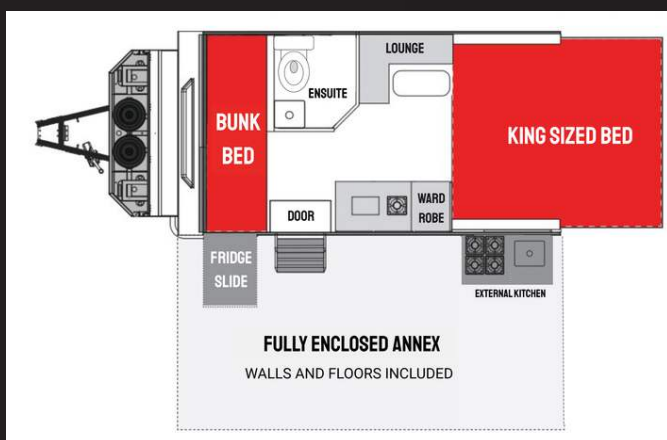 LOUNGE
ENSUITE
BUNK
BED
KING SIZED BED
WARD
ROBE
DOOR
FRIDGE
SLIDE
EXTERNAL KITCHEN
FULLY ENCLOSED ANNEX
WALLS AND FLOORS INCLUDED